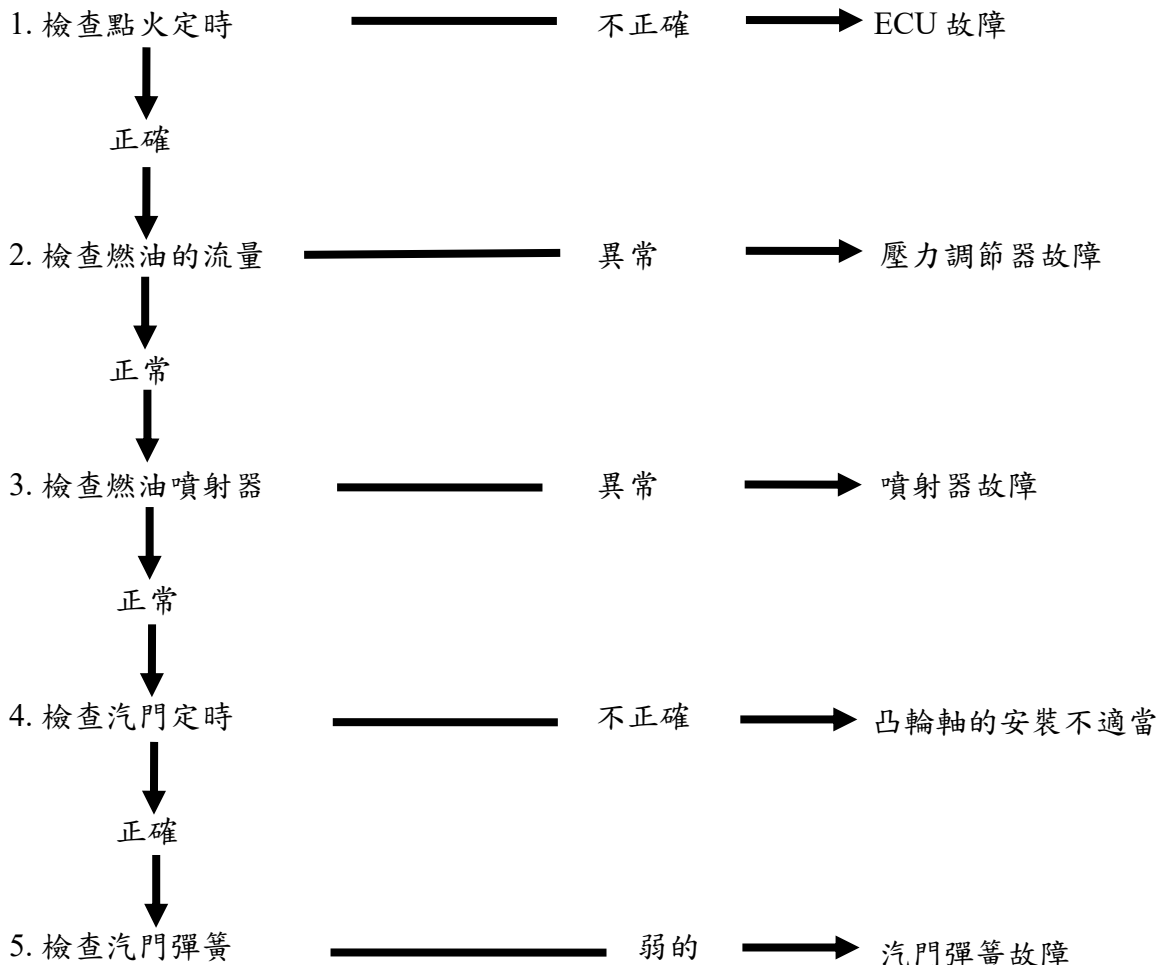 1. 檢查點火定時 不正確 ECU 故障
正確
2. 檢查燃油的流量 異常 壓力調節器故障
正常
3. 檢查燃油噴射器 異常 噴射器故障
正常
4. 檢查汽門定時 不正確 凸輪軸的安裝不適當
正確
5. 檢查汽門彈簧 弱的 汽門彈簧故障